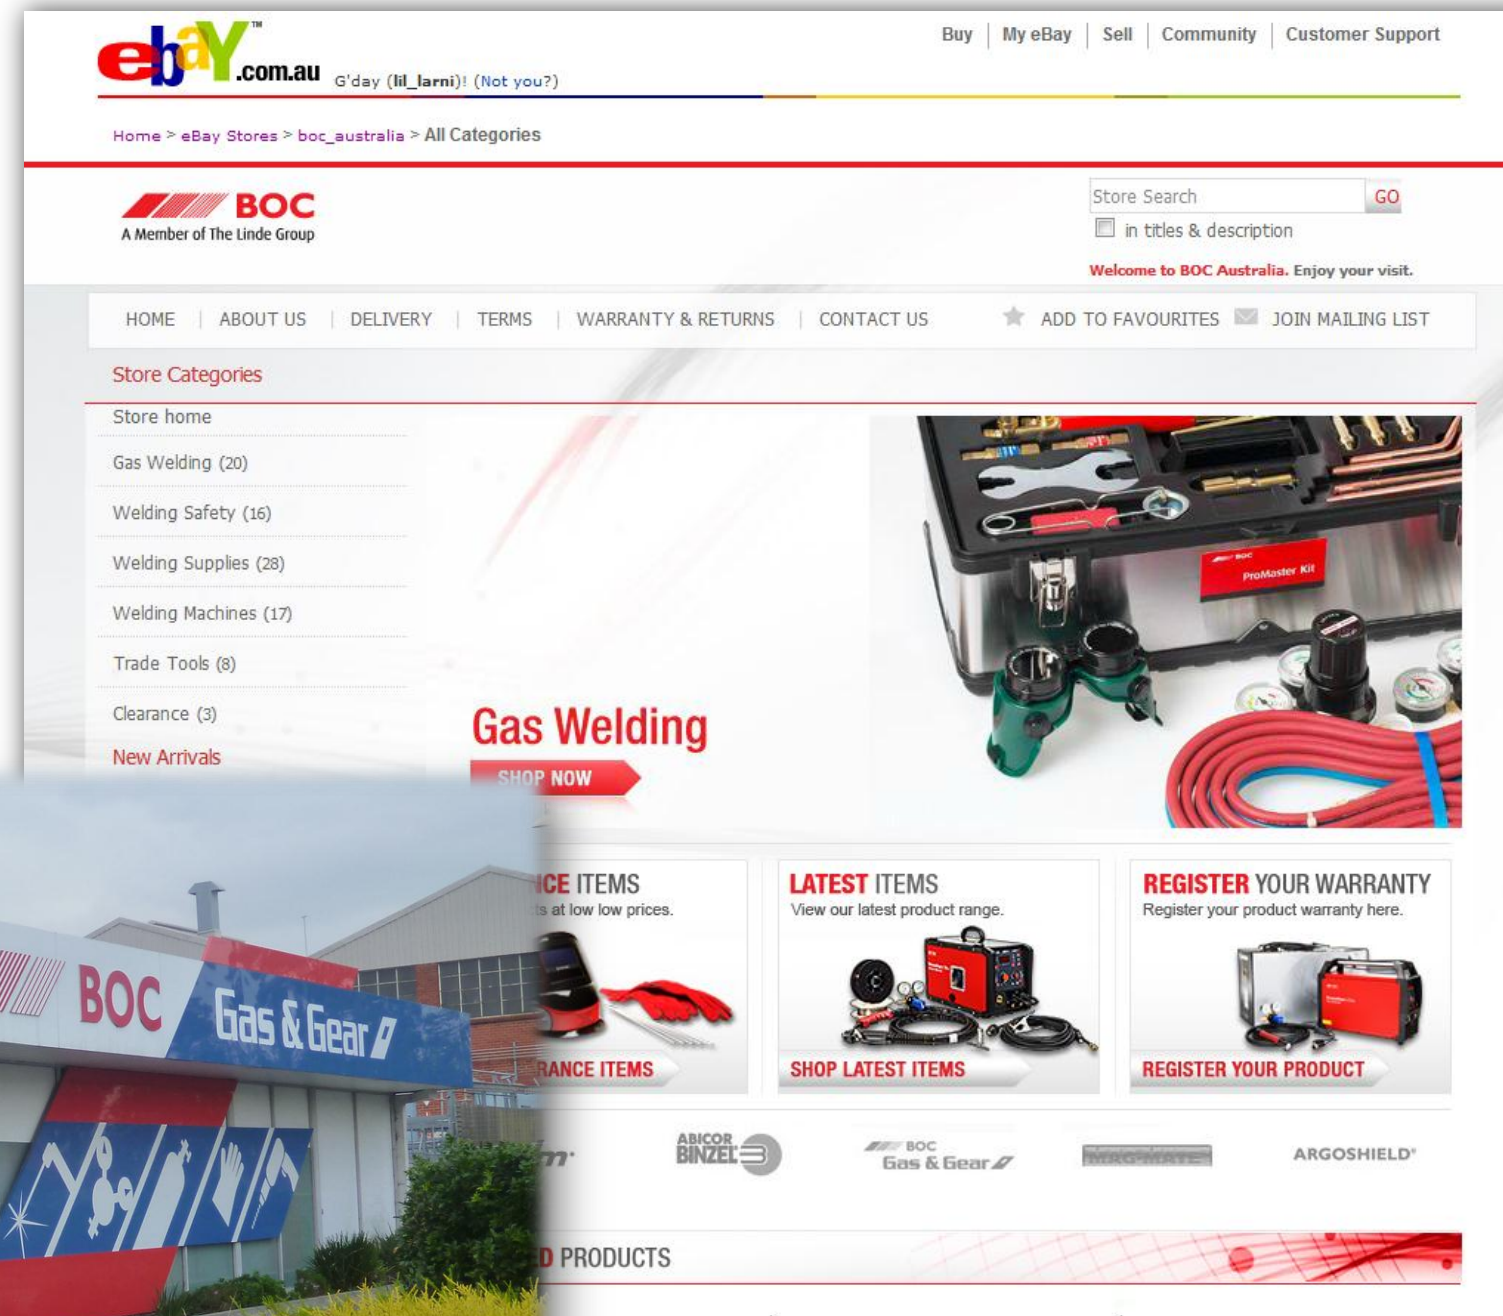 ebaY™.com.au
G'day (lil_larni)! (Not you?)
Buy | My eBay | Sell | Community | Customer Support
Home > eBay Stores > boc_australia > All Categories
BOC
A Member of The Linde Group
Store Search GO
in titles & description
Welcome to BOC Australia. Enjoy your visit.
HOME | ABOUT US | DELIVERY | TERMS | WARRANTY & RETURNS | CONTACT US ADD TO FAVOURITES JOIN MAILING LIST
Store Categories
Store home
Gas Welding (20)
Welding Safety (16)
Welding Supplies (28)
Welding Machines (17)
Trade Tools (8)
Clearance (3)
New Arrivals
BOC
ProMaster Kit
Gas Welding
SHOP NOW
ITEMS
at low low prices.
ITEMS
LATEST ITEMS
View our latest product range.
SHOP LATEST ITEMS
REGISTER YOUR WARRANTY
Register your product warranty here.
REGISTER YOUR PRODUCT
BOC Gas & Gear
ABICOR
BINZEL
BOC
Gas & Gear
MAG-MATE
ARGOSHIELD®
PRODUCTS